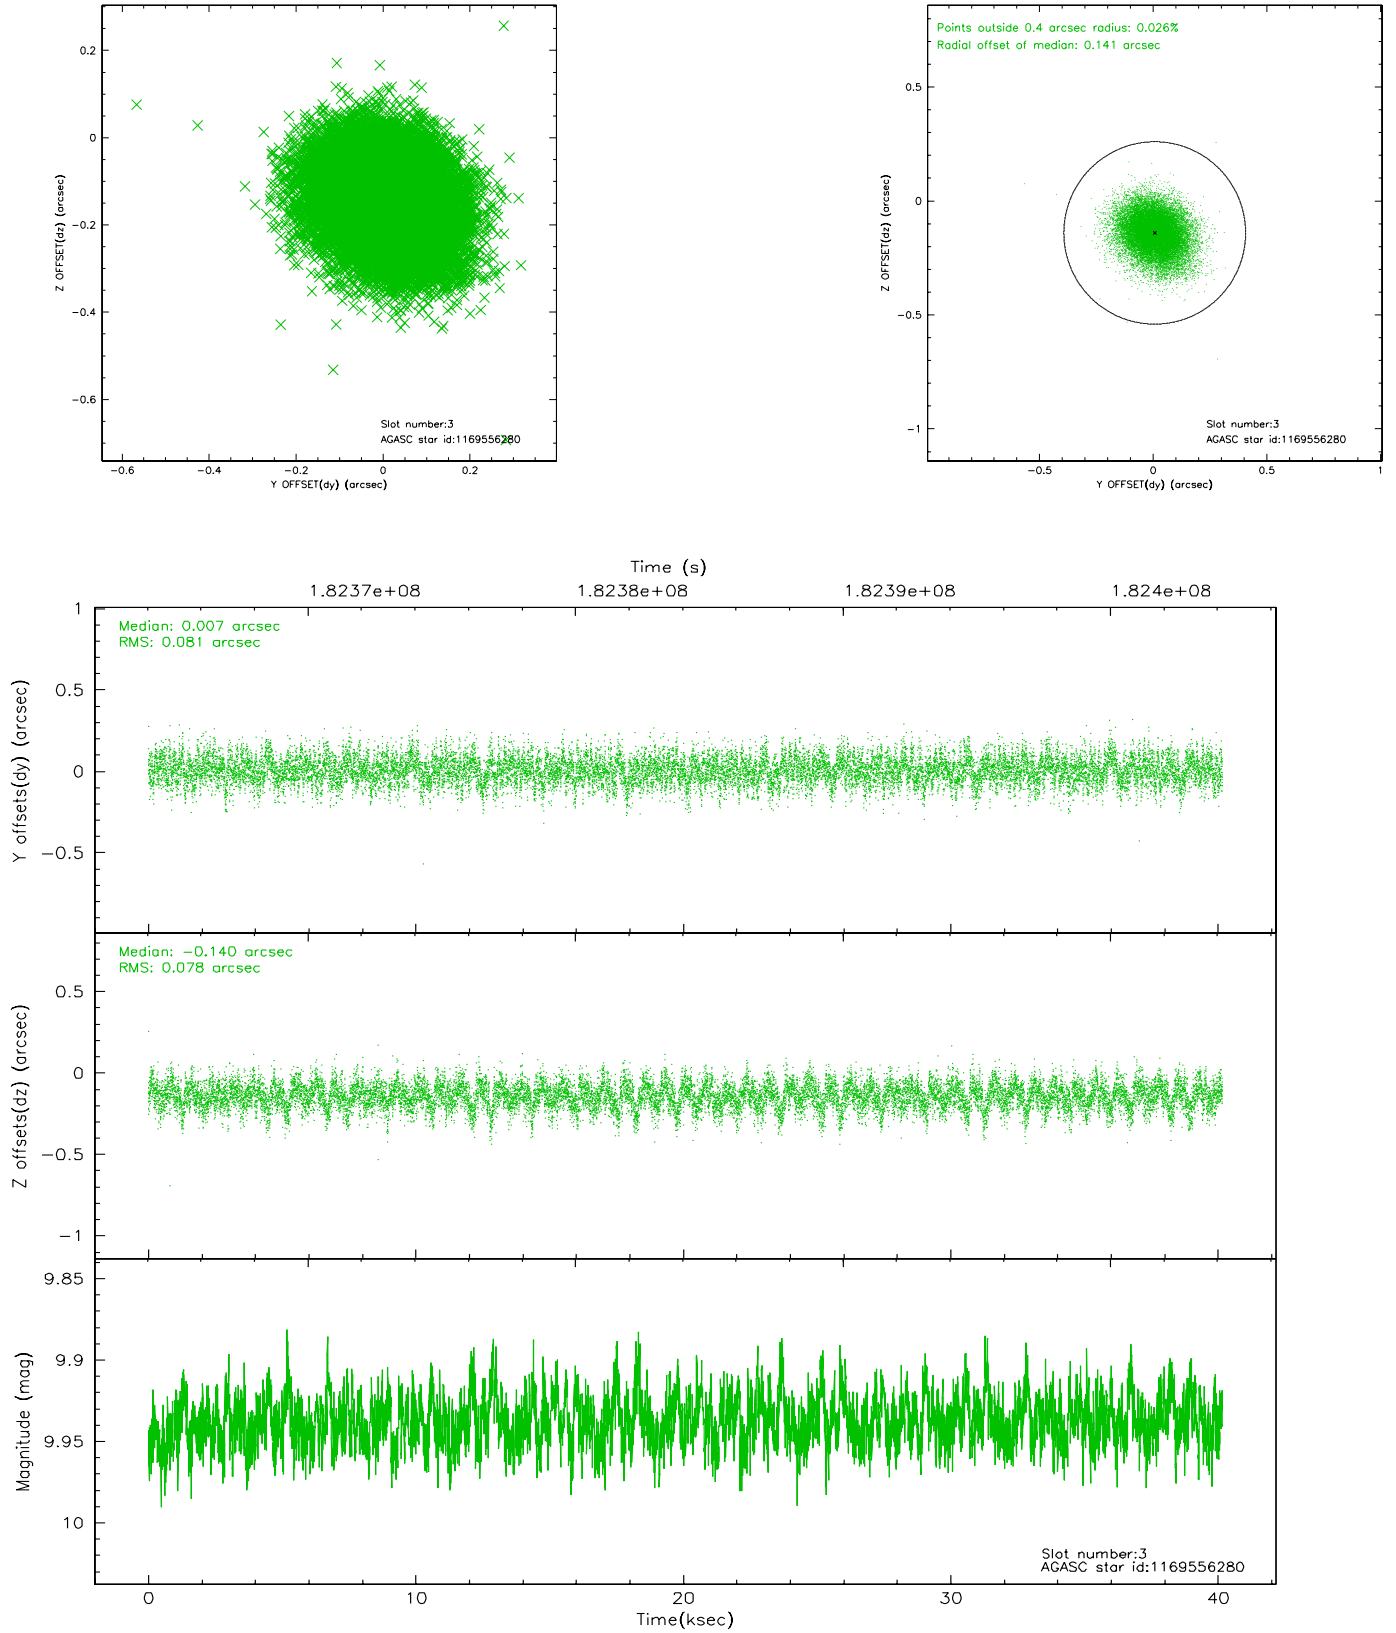 0.2
0
−0.2
−0.4
−0.6
Z OFFSET(dz) (arcsec)
Slot number:3
AGASC star id:1169556280
−0.6
−0.4
−0.2
0
0.2
Y OFFSET(dy) (arcsec)
Points outside 0.4 arcsec radius: 0.026%
Radial offset of median: 0.141 arcsec
0.5
0
−0.5
−1
Z OFFSET(dz) (arcsec)
Slot number:3
AGASC star id:1169556280
−0.5
0
0.5
1
Y OFFSET(dy) (arcsec)
Time (s)
1.8237e+08
1.8238e+08
1.8239e+08
1.824e+08
Median: 0.007 arcsec
RMS: 0.081 arcsec
1
0.5
0
−0.5
Y offsets(dy) (arcsec)
Median: −0.140 arcsec
RMS: 0.078 arcsec
0.5
0
−0.5
−1
Z offsets(dz) (arcsec)
9.85
9.9
9.95
10
Magnitude (mag)
Slot number:3
AGASC star id:1169556280
0
10
20
30
40
Time(ksec)